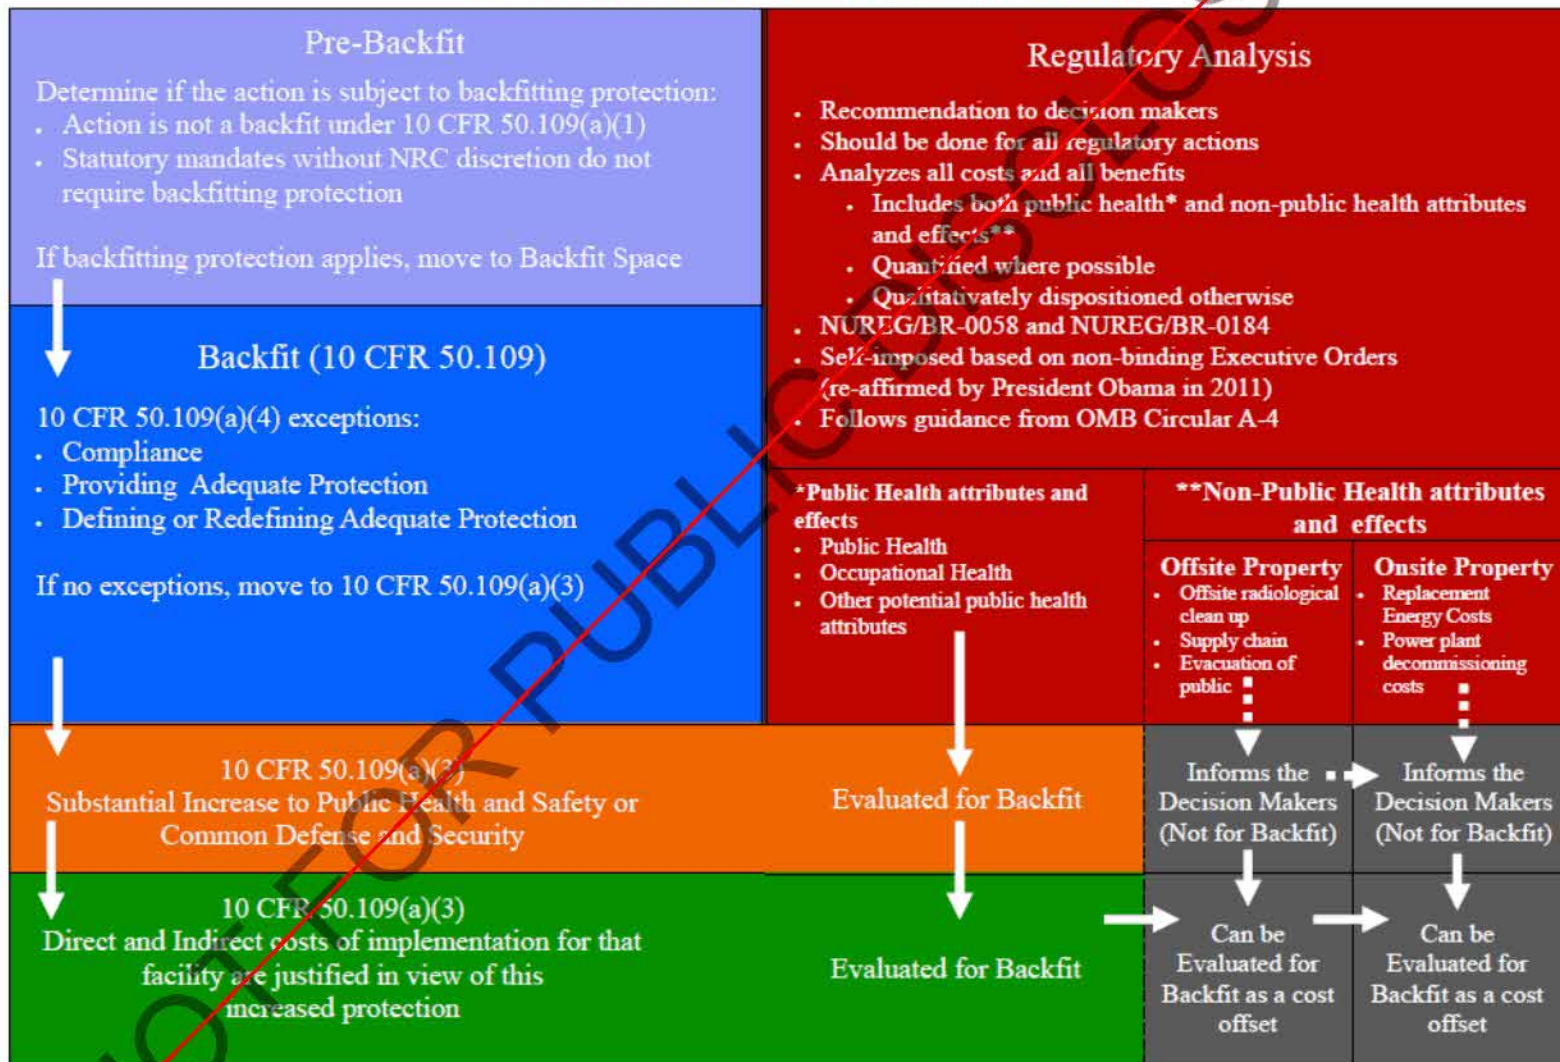 Pre-Backfit
Determine if the action is subject to backfitting protection:
• Action is not a backfit under 10 CFR 50.109(a)(1)
• Statutory mandates without NRC discretion do not
require backfitting protection
If backfitting protection applies, move to Backfit Space
Backfit (10 CFR 50.109)
10 CFR 50.109(a)(4) exceptions:
• Compliance
• Providing Adequate Protection
• Defining or Redefining Adequate Protection
If no exceptions, move to 10 CFR 50.109(a)(3)
10 CFR 50.109(a)(3)
Substantial Increase to Public Health and Safety or
Common Defense and Security
10 CFR 50.109(a)(3)
Direct and Indirect costs of implementation for that
facility are justified in view of this
increased protection
Regulatory Analysis
• Recommendation to decision makers
• Should be done for all regulatory actions
• Analyzes all costs and all benefits
• Includes both public health* and non-public health attributes
and effects**
• Quantified where possible
• Qualitatively dispositioned otherwise
• NUREG/BR-0058 and NUREG/BR-0184
• Self-imposed based on non-binding Executive Orders
(re-affirmed by President Obama in 2011)
• Follows guidance from OMB Circular A-4
*Public Health attributes and
effects
• Public Health
• Occupational Health
• Other potential public health
attributes
**Non-Public Health attributes
and effects
Offsite Property
• Offsite radiological
clean up
• Supply chain
• Evacuation of
public
Onsite Property
• Replacement
Energy Costs
• Power plant
decommissioning
costs
Evaluated for Backfit
Informs the
Decision Makers
(Not for Backfit)
Informs the
Decision Makers
(Not for Backfit)
Evaluated for Backfit
Can be
Evaluated for
Backfit as a cost
offset
Can be
Evaluated for
Backfit as a cost
offset
NOT FOR PUBLIC DISCLOS